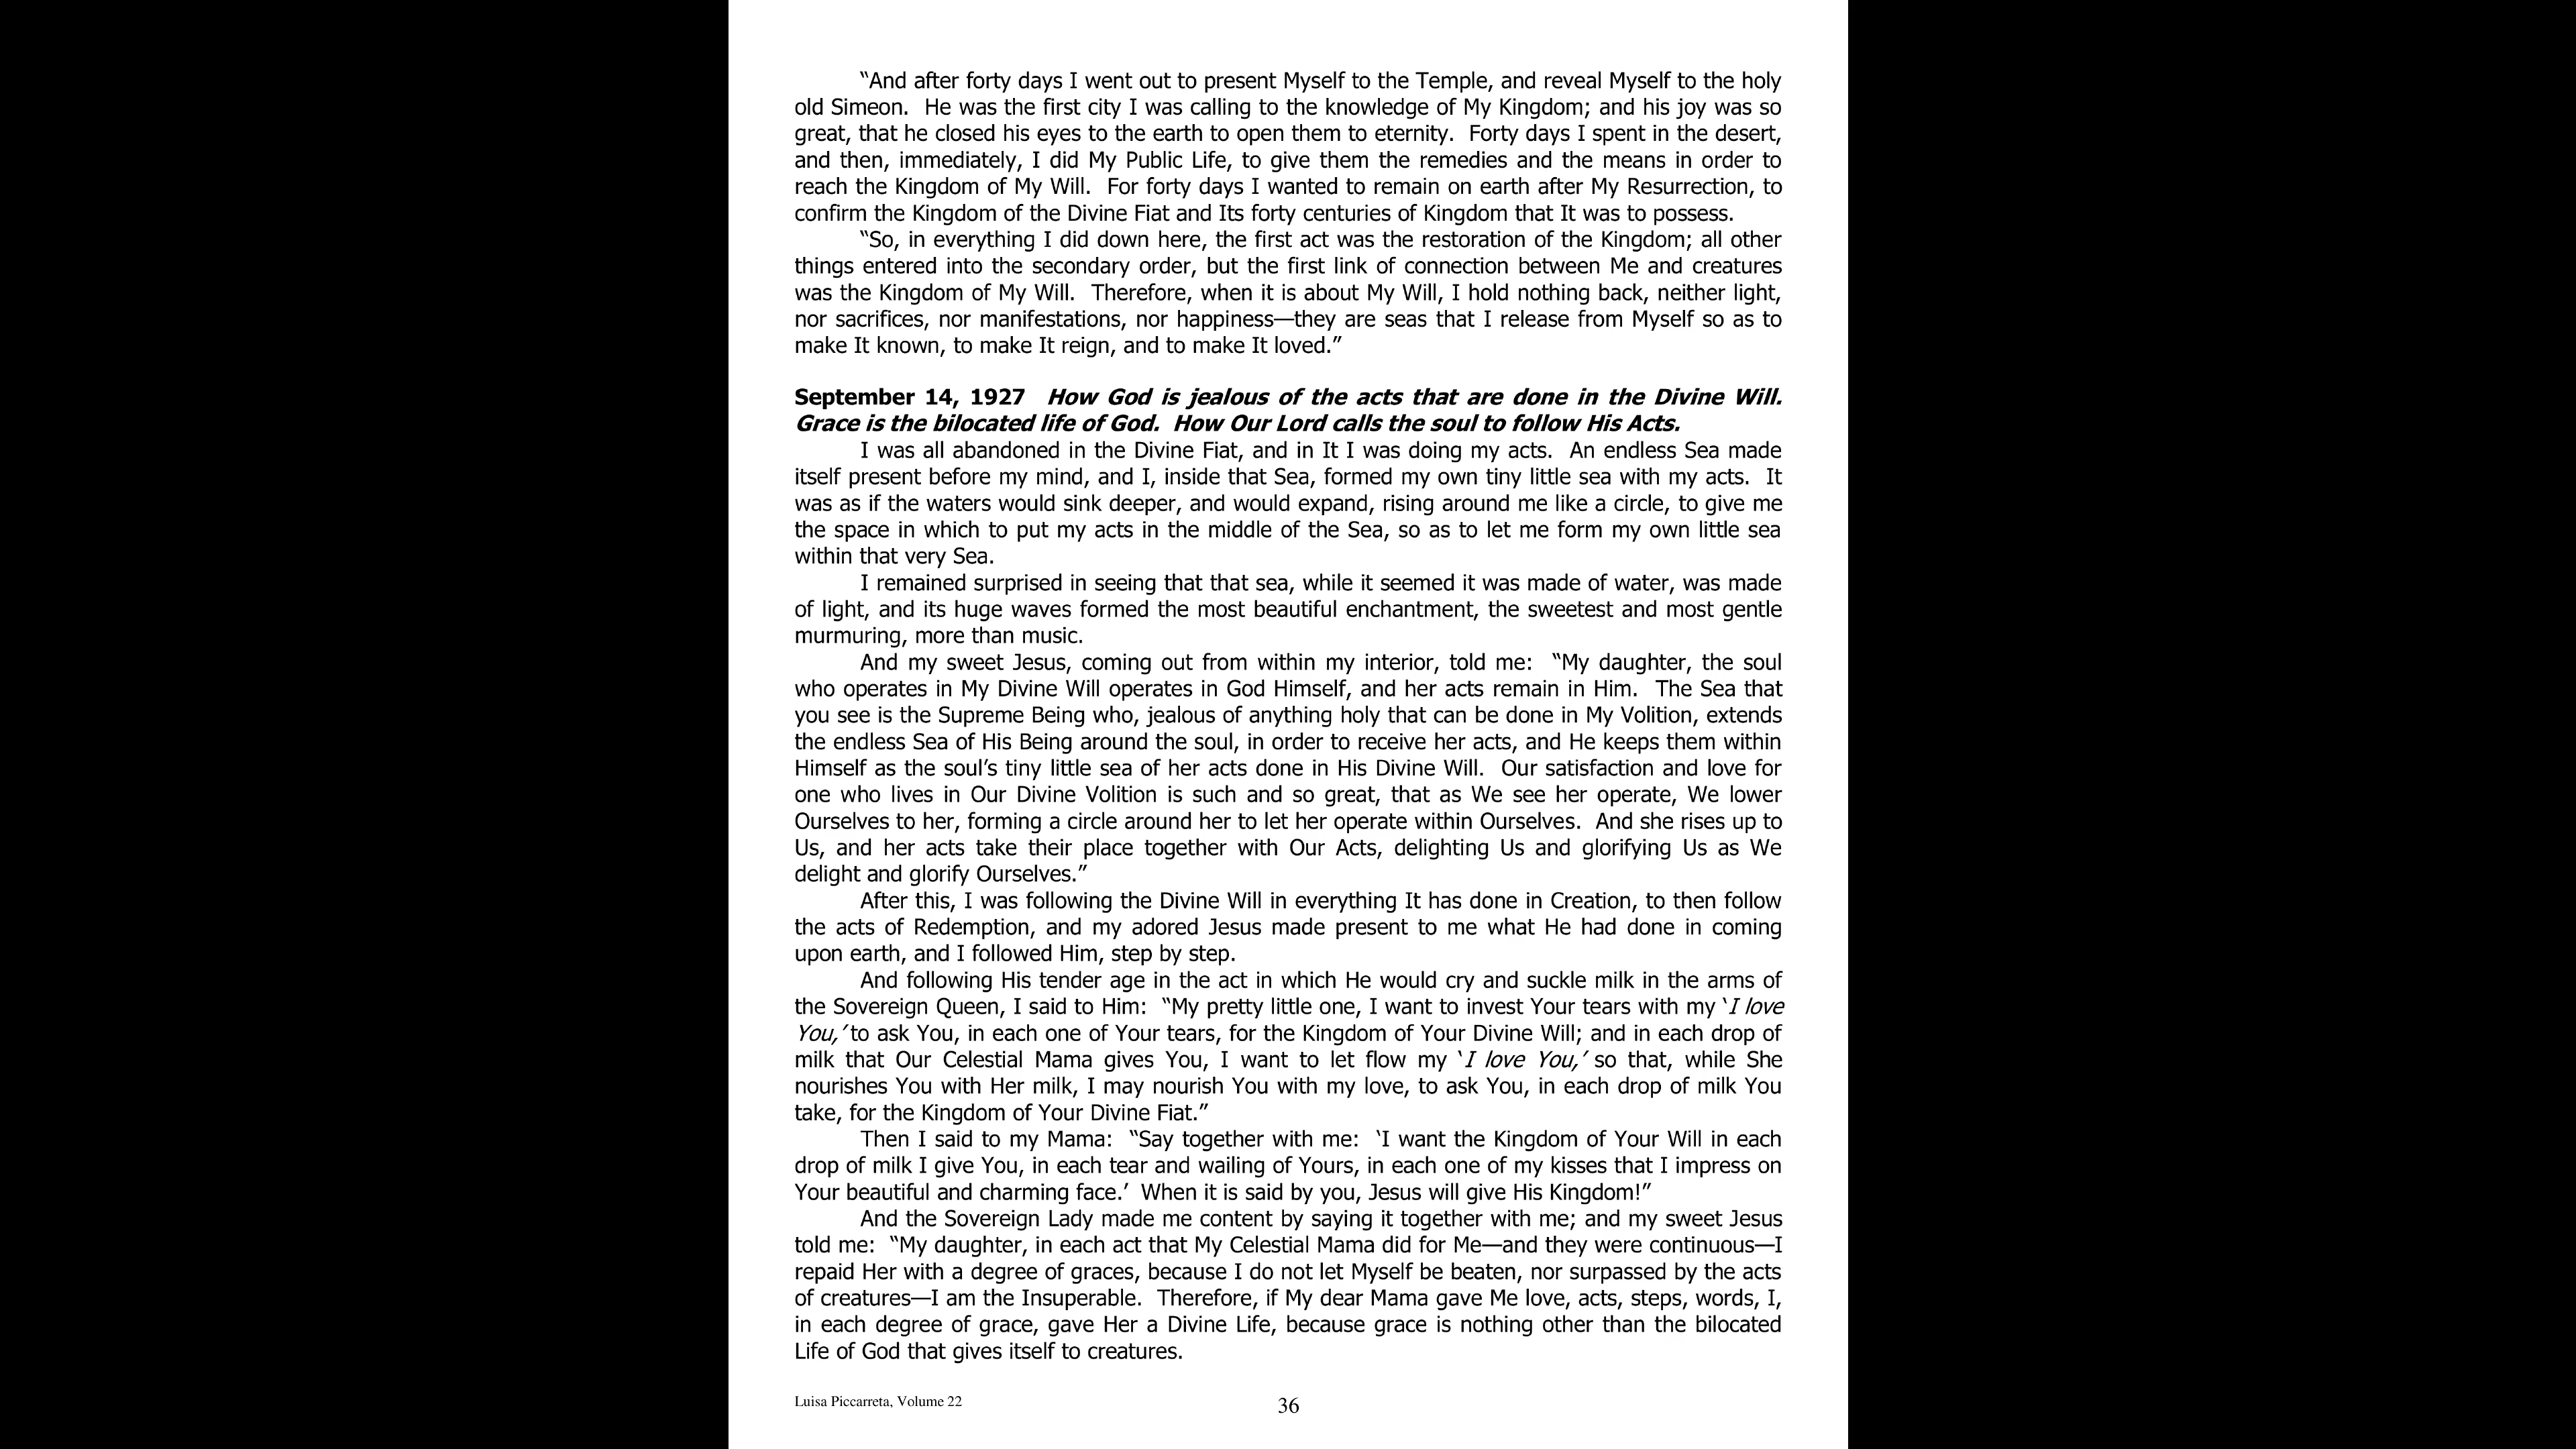 “And after forty days I went out to present Myself to the Temple, and reveal Myself to the holy
old Simeon.  He was the first city I was calling to the knowledge of My Kingdom; and his joy was so
great, that he closed his eyes to the earth to open them to eternity.  Forty days I spent in the desert,
and then, immediately, I did My Public Life, to give them the remedies and the means in order to
reach the Kingdom of My Will.  For forty days I wanted to remain on earth after My Resurrection, to
confirm the Kingdom of the Divine Fiat and Its forty centuries of Kingdom that It was to possess.
“So, in everything I did down here, the first act was the restoration of the Kingdom; all other
things entered into the secondary order, but the first link of connection between Me and creatures
was the Kingdom of My Will.  Therefore, when it is about My Will, I hold nothing back, neither light,
nor sacrifices, nor manifestations, nor happiness—they are seas that I release from Myself so as to
make It known, to make It reign, and to make It loved.”
September 14, 1927  How God is jealous of the acts that are done in the Divine Will.
Grace is the bilocated life of God.  How Our Lord calls the soul to follow His Acts.
I was all abandoned in the Divine Fiat, and in It I was doing my acts.  An endless Sea made
itself present before my mind, and I, inside that Sea, formed my own tiny little sea with my acts.  It
was as if the waters would sink deeper, and would expand, rising around me like a circle, to give me
the space in which to put my acts in the middle of the Sea, so as to let me form my own little sea
within that very Sea.
I remained surprised in seeing that that sea, while it seemed it was made of water, was made
of light, and its huge waves formed the most beautiful enchantment, the sweetest and most gentle
murmuring, more than music.
And my sweet Jesus, coming out from within my interior, told me:  “My daughter, the soul
who operates in My Divine Will operates in God Himself, and her acts remain in Him.  The Sea that
you see is the Supreme Being who, jealous of anything holy that can be done in My Volition, extends
the endless Sea of His Being around the soul, in order to receive her acts, and He keeps them within
Himself as the soul’s tiny little sea of her acts done in His Divine Will.  Our satisfaction and love for
one who lives in Our Divine Volition is such and so great, that as We see her operate, We lower
Ourselves to her, forming a circle around her to let her operate within Ourselves.  And she rises up to
Us, and her acts take their place together with Our Acts, delighting Us and glorifying Us as We
delight and glorify Ourselves.”
After this, I was following the Divine Will in everything It has done in Creation, to then follow
the acts of Redemption, and my adored Jesus made present to me what He had done in coming
upon earth, and I followed Him, step by step.
And following His tender age in the act in which He would cry and suckle milk in the arms of
the Sovereign Queen, I said to Him:  “My pretty little one, I want to invest Your tears with my ‘I love
You,’ to ask You, in each one of Your tears, for the Kingdom of Your Divine Will; and in each drop of
milk that Our Celestial Mama gives You, I want to let flow my ‘I love You,’ so that, while She
nourishes You with Her milk, I may nourish You with my love, to ask You, in each drop of milk You
take, for the Kingdom of Your Divine Fiat.”
Then I said to my Mama:  “Say together with me:  ‘I want the Kingdom of Your Will in each
drop of milk I give You, in each tear and wailing of Yours, in each one of my kisses that I impress on
Your beautiful and charming face.’  When it is said by you, Jesus will give His Kingdom!”
And the Sovereign Lady made me content by saying it together with me; and my sweet Jesus
told me:  “My daughter, in each act that My Celestial Mama did for Me—and they were continuous—I
repaid Her with a degree of graces, because I do not let Myself be beaten, nor surpassed by the acts
of creatures—I am the Insuperable.  Therefore, if My dear Mama gave Me love, acts, steps, words, I,
in each degree of grace, gave Her a Divine Life, because grace is nothing other than the bilocated
Life of God that gives itself to creatures.
Luisa Piccarreta, Volume 22
36